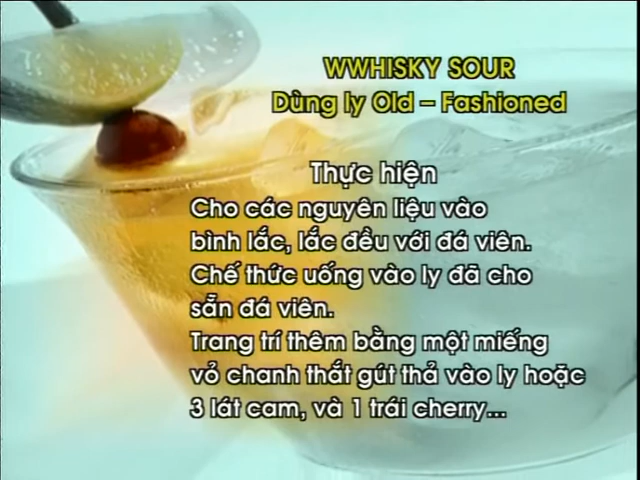 WWHISKY SOUR
Dùng ly Old – Fashioned
Thực hiện
Cho các nguyên liệu vào
bình lắc, lắc đều với đá viên.
Chế thức uống vào ly đã cho
sẵn đá viên.
Trang trí thêm bằng một miếng
vỏ chanh thắt gút thả vào ly hoặc
3 lát cam, và 1 trái cherry...